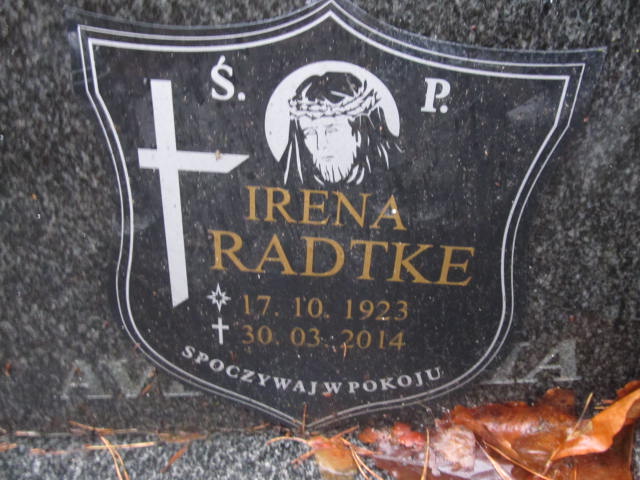 Ś. P.
IRENA
RADTKE
17. 10. 1923
30. 03. 2014
SPOCZYWAJ W POKOJU